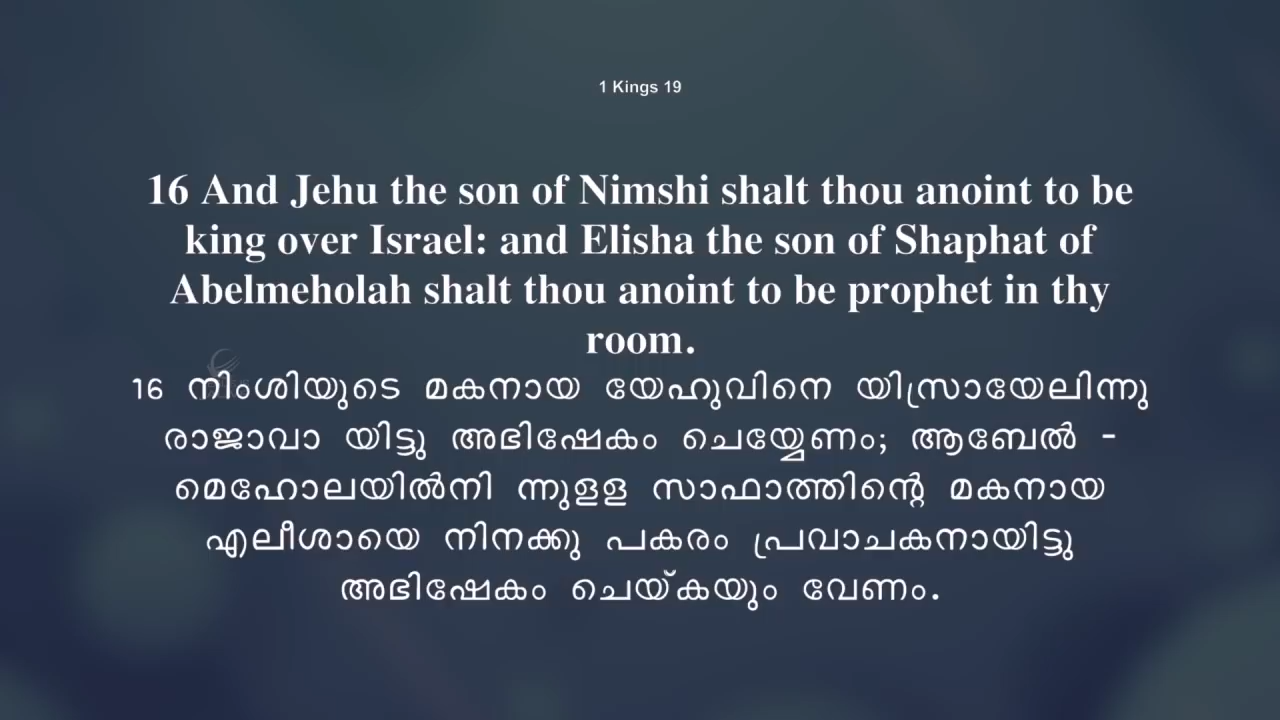 1 Kings 19
16 And Jehu the son of Nimshi shalt thou anoint to be
king over Israel: and Elisha the son of Shaphat of
Abelmeholah shalt thou anoint to be prophet in thy
room.
16 നിംശിയുടെ മകനായ യേഹുവിനെ യിസ്രായേലിന്നു
രാജാവാ യിട്ടു അഭിഷേകം ചെയ്യേണം; ആബേൽ -
മെഹോലയിൽനി ന്നുളള സാഫാത്തിന്റെ മകനായ
എലീശായെ നിനക്കു പകരം പ്രവാചകനായിട്ടു
അഭിഷേകം ചെയ്കയും വേണം.